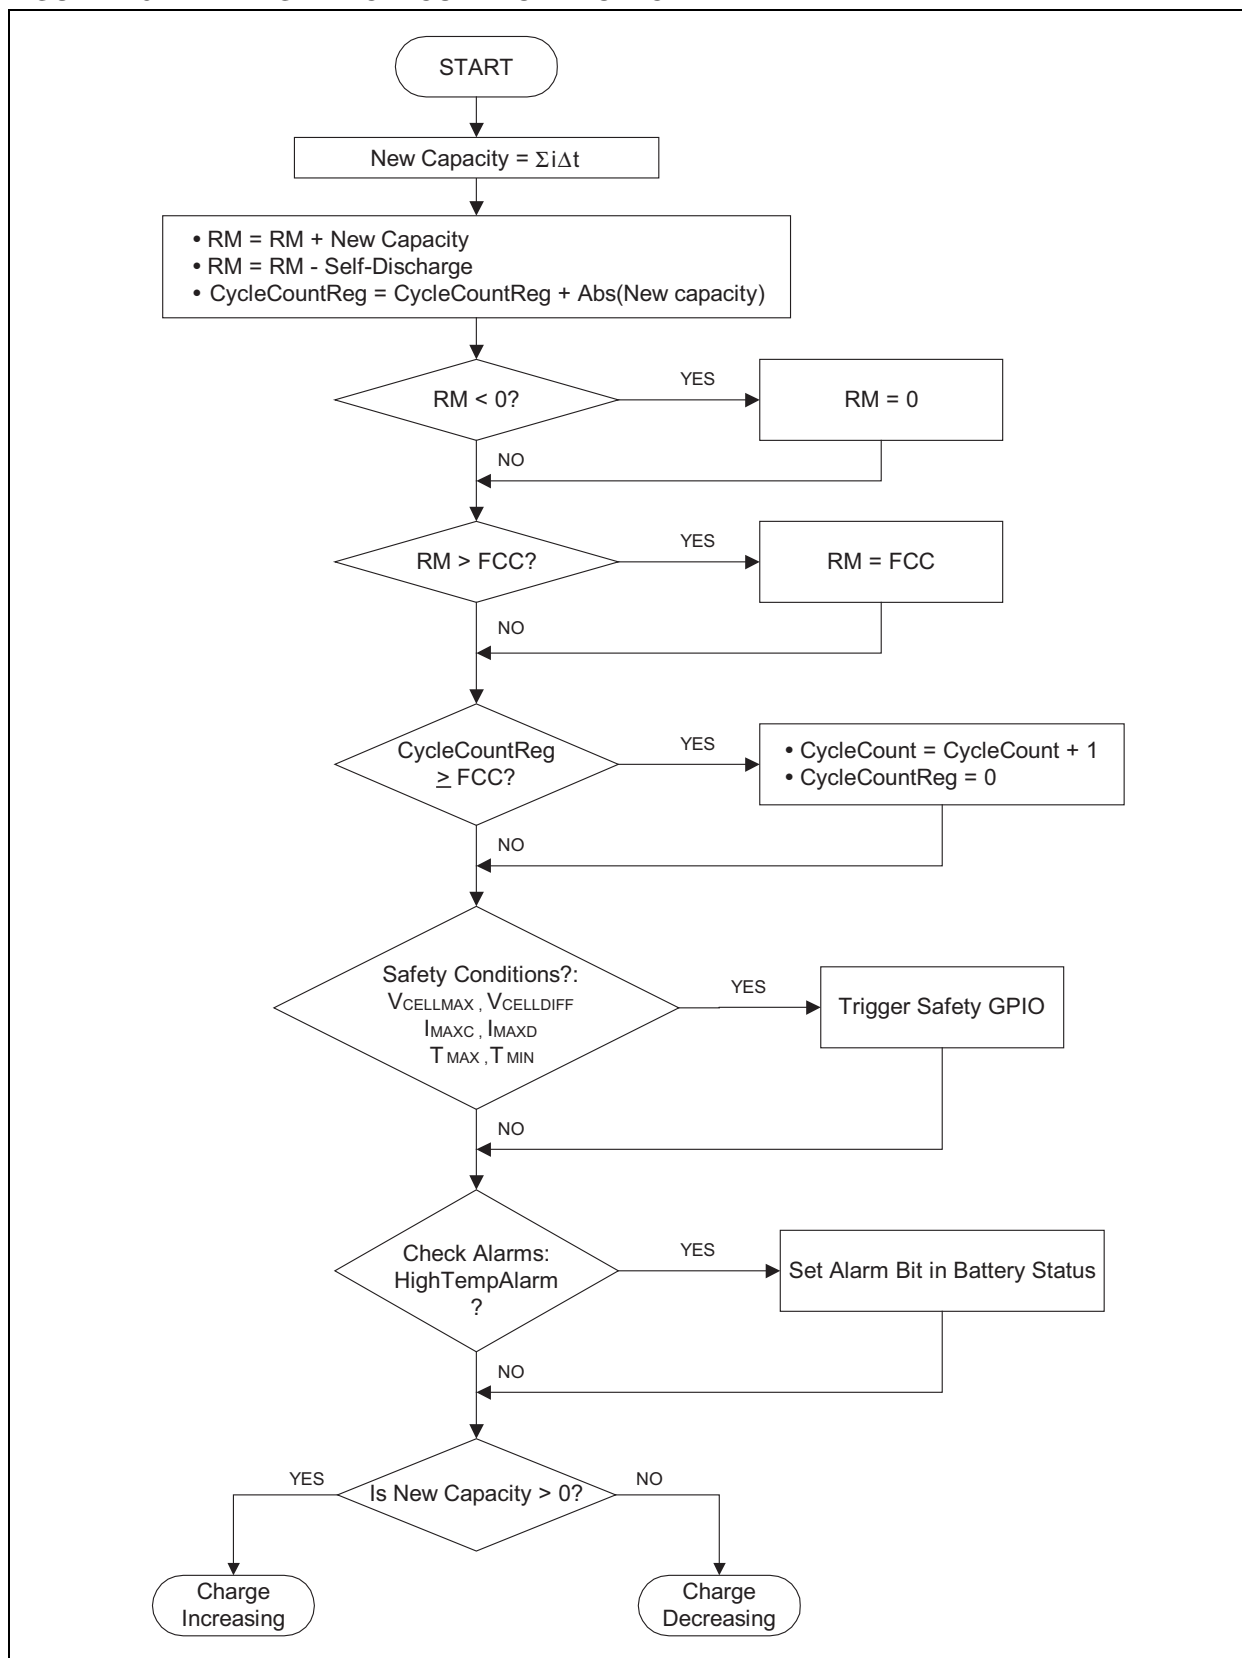 START
New Capacity = ΣiΔt
• RM = RM + New Capacity
• RM = RM - Self-Discharge
• CycleCountReg = CycleCountReg + Abs(New capacity)
RM < 0?
YES
RM = 0
NO
RM > FCC?
YES
RM = FCC
NO
CycleCountReg
≥ FCC?
YES
• CycleCount = CycleCount + 1
• CycleCountReg = 0
NO
Safety Conditions?:
VCELLMAX , VCELLDIFF
IMAXC , IMAXD
TMAX , TMIN
YES
Trigger Safety GPIO
NO
Check Alarms:
HighTempAlarm
?
YES
Set Alarm Bit in Battery Status
NO
Is New Capacity > 0?
YES
NO
Charge
Increasing
Charge
Decreasing